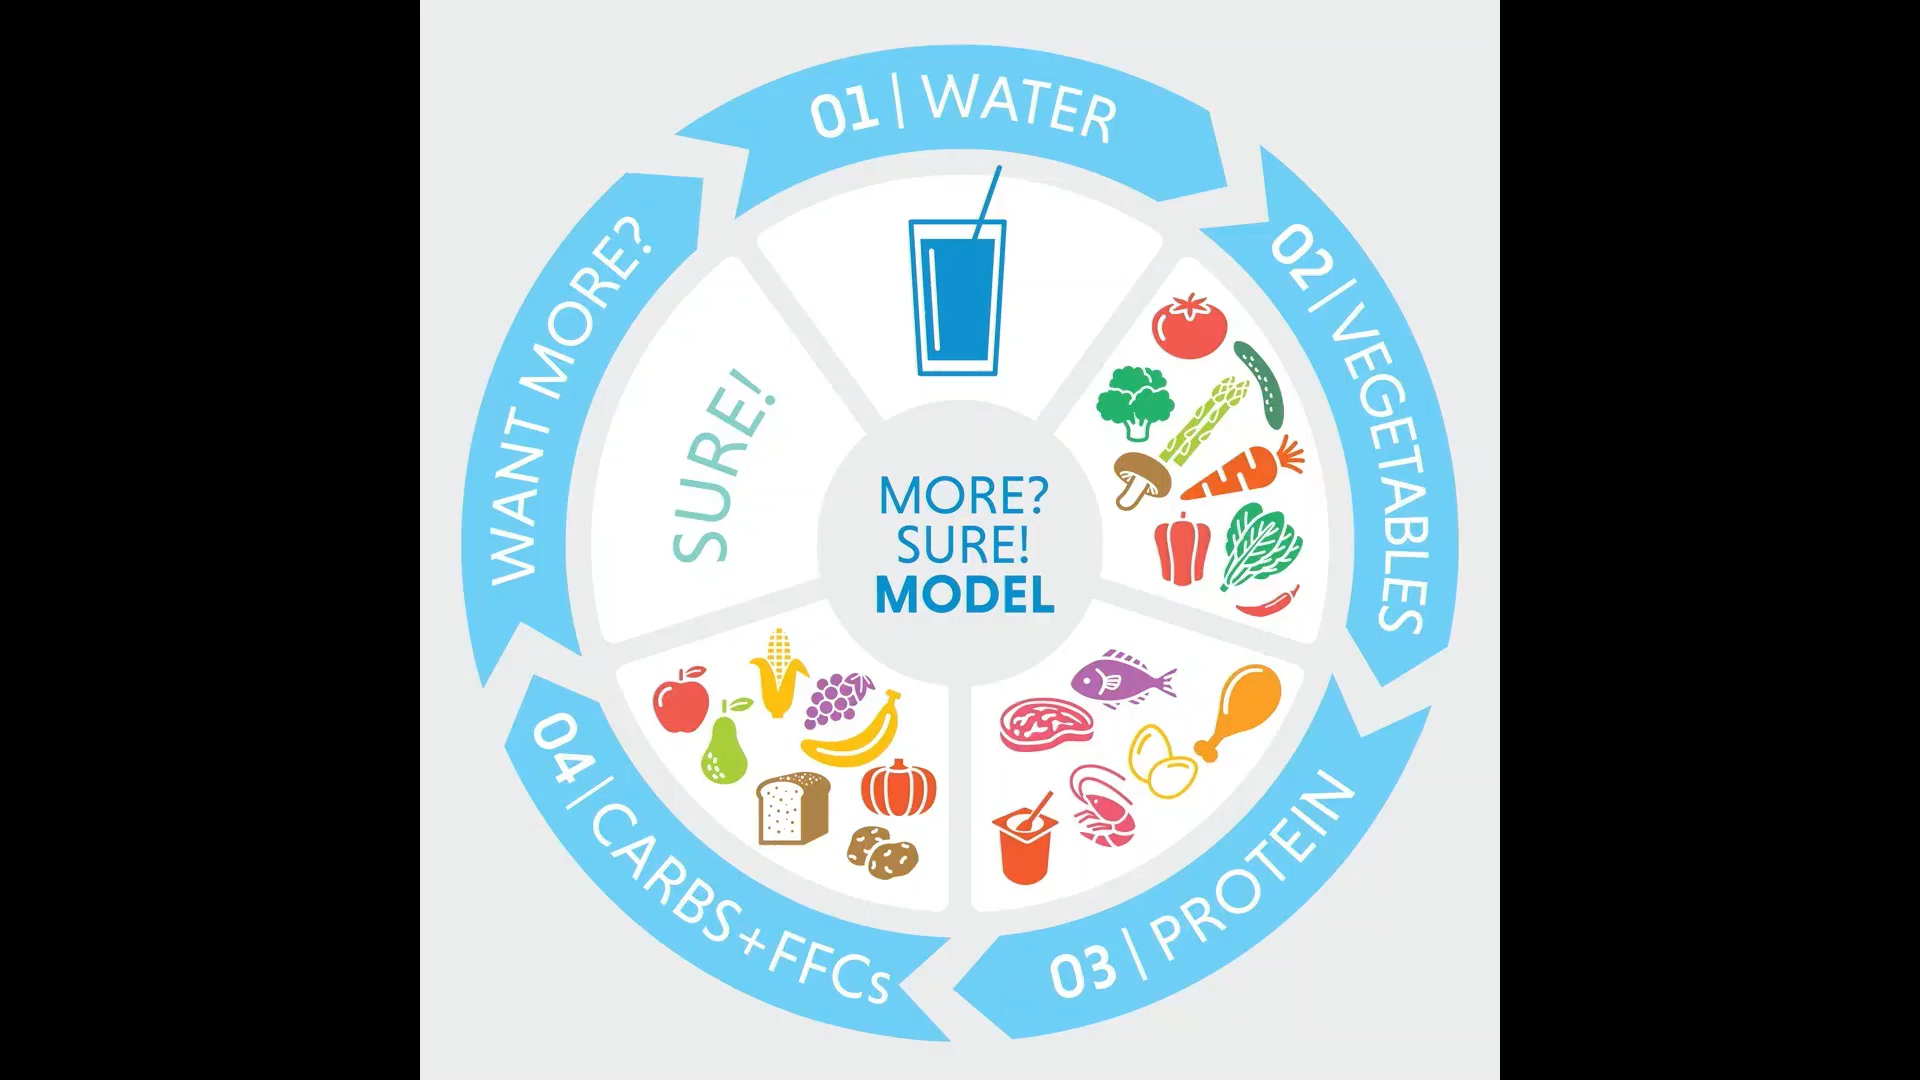 01 | WATER
02 | VEGETABLES
03 | PROTEIN
04 | CARBS+FFCs
WANT MORE?
SURE!
MORE?
SURE!
MODEL